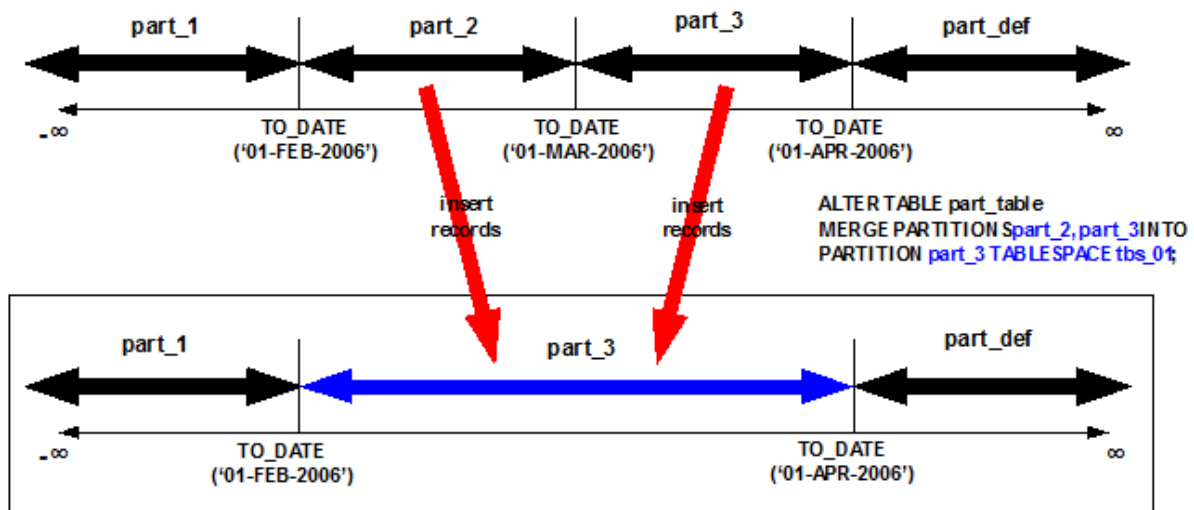 part_1 part_2 part_3 part_def
-∞ TO_DATE TO_DATE TO_DATE ∞
(‘01-FEB-2006’) (‘01-MAR-2006’) (‘01-APR-2006’)
insert insert
records records
ALTER TABLE part_table
MERGE PARTITIONS part_2, part_3 INTO
PARTITION part_3 TABLESPACE tbs_01;
part_1 part_3 part_def
-∞ TO_DATE TO_DATE ∞
(‘01-FEB-2006’) (‘01-APR-2006’)